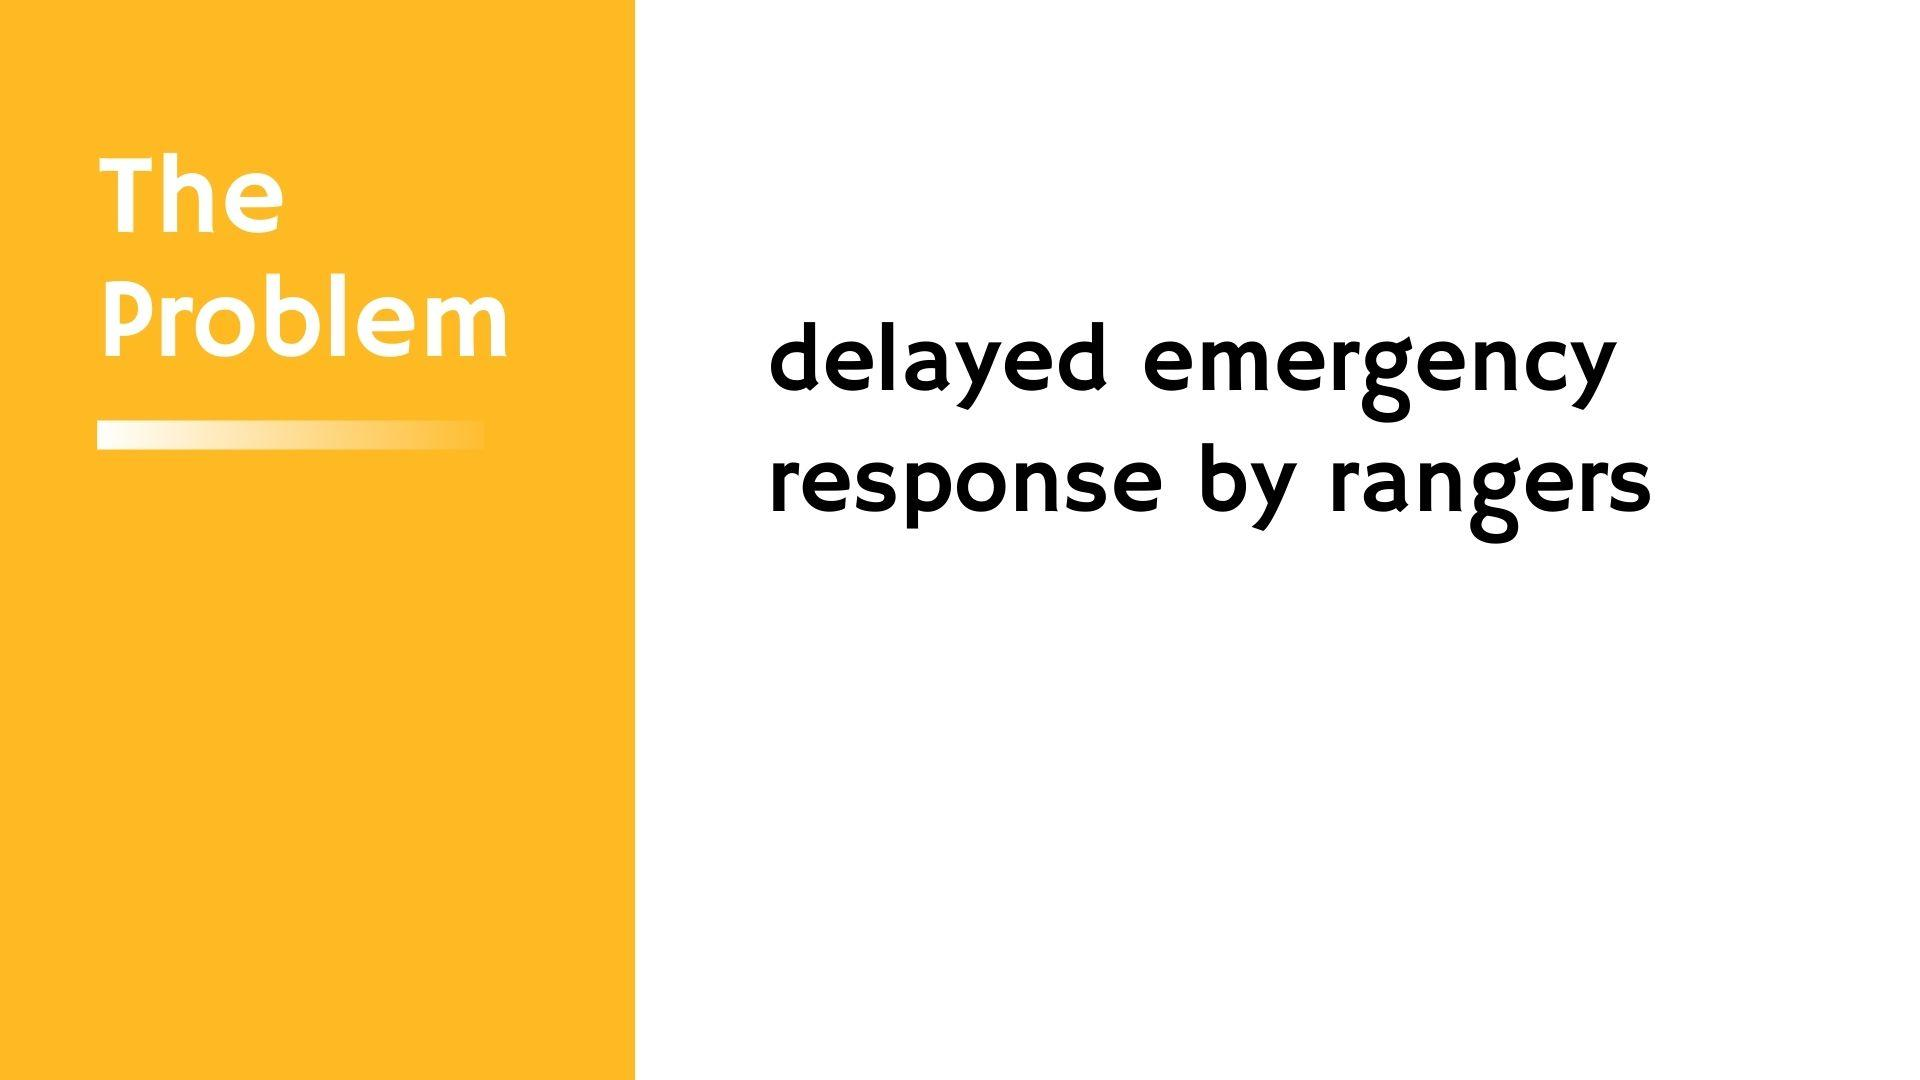 The
Problem
delayed emergency
response by rangers